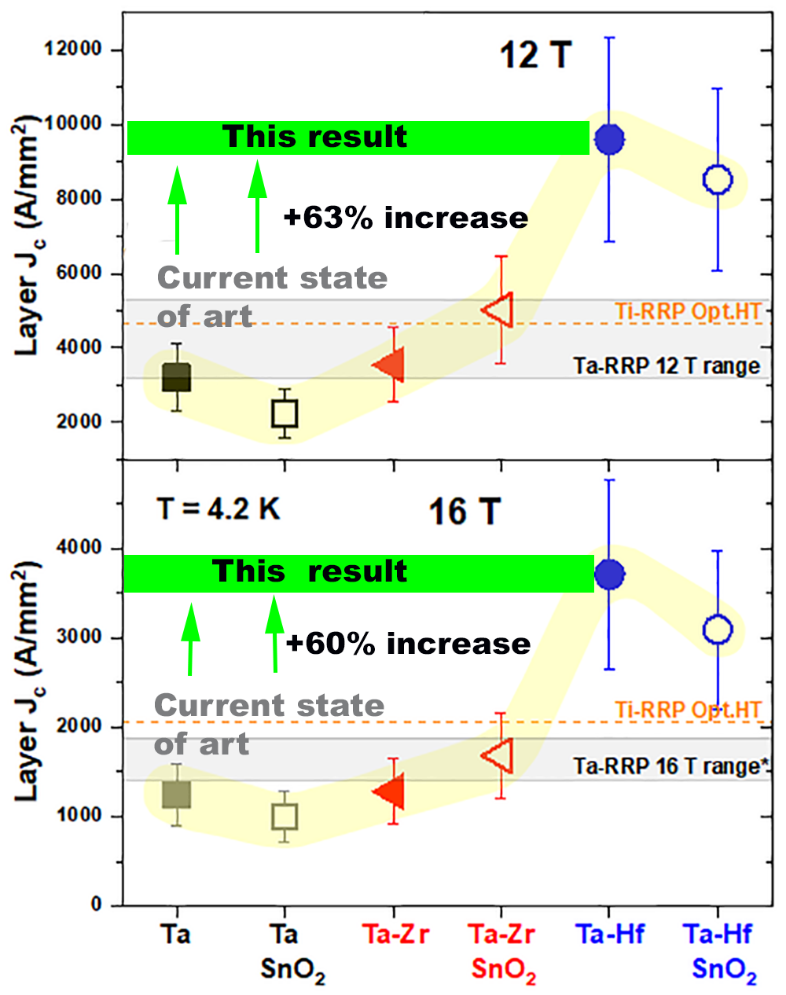 12 T
12000
10000
8000
6000
4000
2000
Layer Jc (A/mm²)
This result
+63% increase
Current state
of art
Ti-RRP Opt.HT
Ta-RRP 12 T range
T = 4.2 K
16 T
4000
3000
2000
1000
0
Layer Jc (A/mm²)
This result
+60% increase
Current state
of art
Ti-RRP Opt.HT
Ta-RRP 16 T range*
Ta
Ta
SnO₂
Ta-Zr
Ta-Zr
SnO₂
Ta-Hf
Ta-Hf
SnO₂